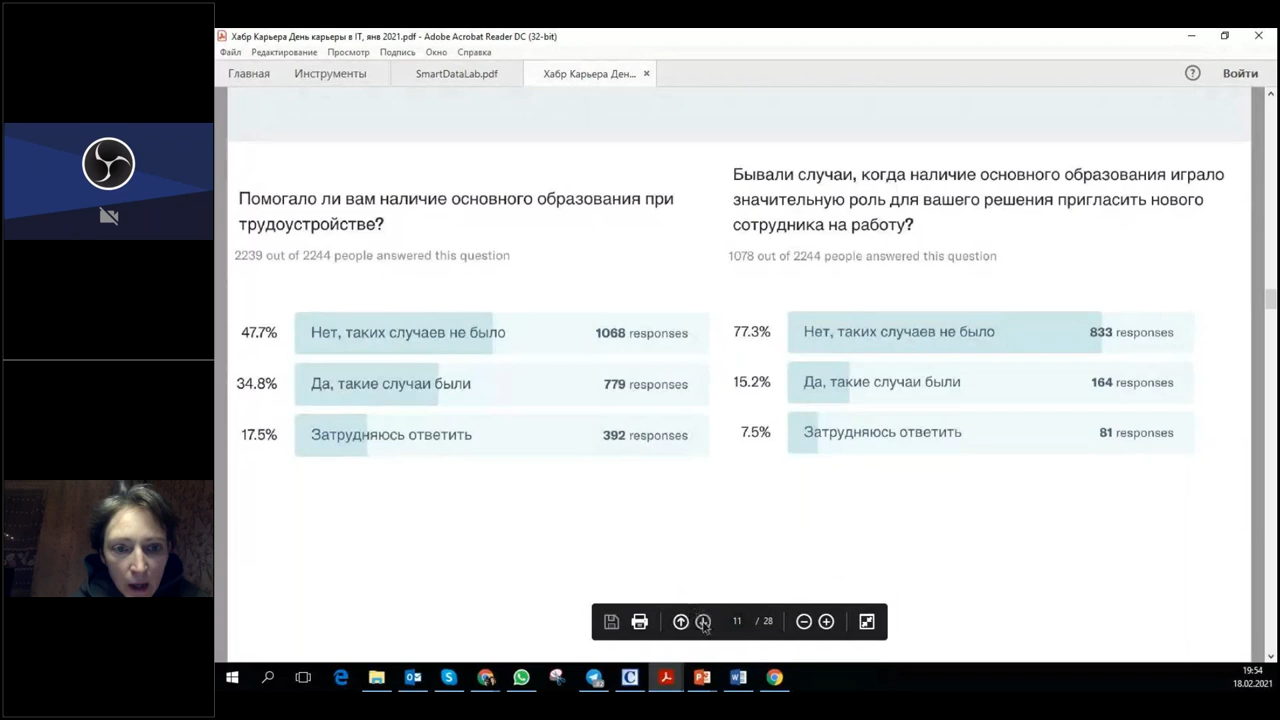 Хабр Карьера День карьеры в IT, янв 2021.pdf - Adobe Acrobat Reader DC (32-bit)
Файл Редактирование Просмотр Подпись Окно Справка
Главная Инструменты SmartDataLab.pdf Хабр Карьера Ден... × ? Войти
Помогало ли вам наличие основного образования при
трудоустройстве?
2239 out of 2244 people answered this question
47.7% Нет, таких случаев не было 1068 responses
34.8% Да, такие случаи были 779 responses
17.5% Затрудняюсь ответить 392 responses
Бывали случаи, когда наличие основного образования играло
значительную роль для вашего решения пригласить нового
сотрудника на работу?
1078 out of 2244 people answered this question
77.3% Нет, таких случаев не было 833 responses
15.2% Да, такие случаи были 164 responses
7.5% Затрудняюсь ответить 81 responses
11 / 28
19:54
18.02.2021